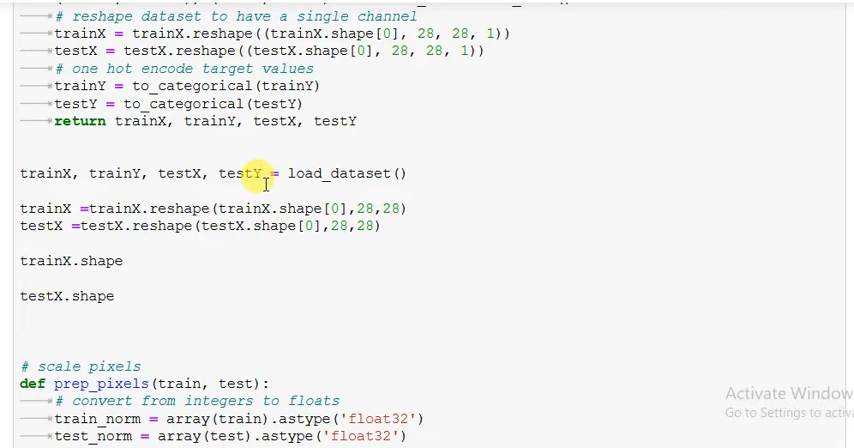 # reshape dataset to have a single channel
trainX = trainX.reshape((trainX.shape[0], 28, 28, 1))
testX = testX.reshape((testX.shape[0], 28, 28, 1))
# one hot encode target values
trainY = to_categorical(trainY)
testY = to_categorical(testY)
return trainX, trainY, testX, testY
trainX, trainY, testX, testY = load_dataset()
trainX =trainX.reshape(trainX.shape[0],28,28)
testX =testX.reshape(testX.shape[0],28,28)
trainX.shape
testX.shape
# scale pixels
def prep_pixels(train, test):
# convert from integers to floats
train_norm = array(train).astype('float32')
test_norm = array(test).astype('float32')
Activate Window
Go to Settings to activa